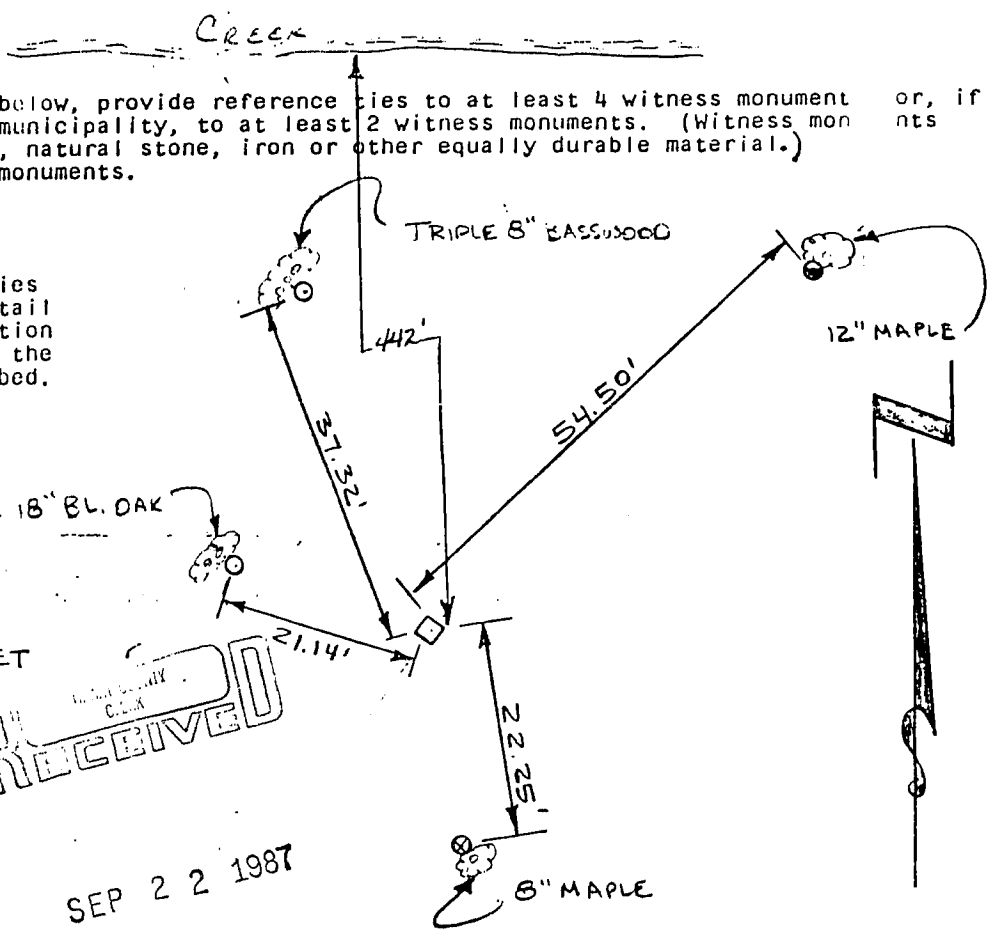 CREEK
below, provide reference ties to at least 4 witness monument or, if
municipality, to at least 2 witness monuments. (Witness mon nts
, natural stone, iron or other equally durable material.)
monuments.
TRIPLE 8" BASSWOOD
ies
tail
tion
the
bed.
12" MAPLE
442'
54.50'
37.32'
18" BL. OAK
21.14'
ET
RECEIVED
22.25'
SEP 22 1987
8" MAPLE